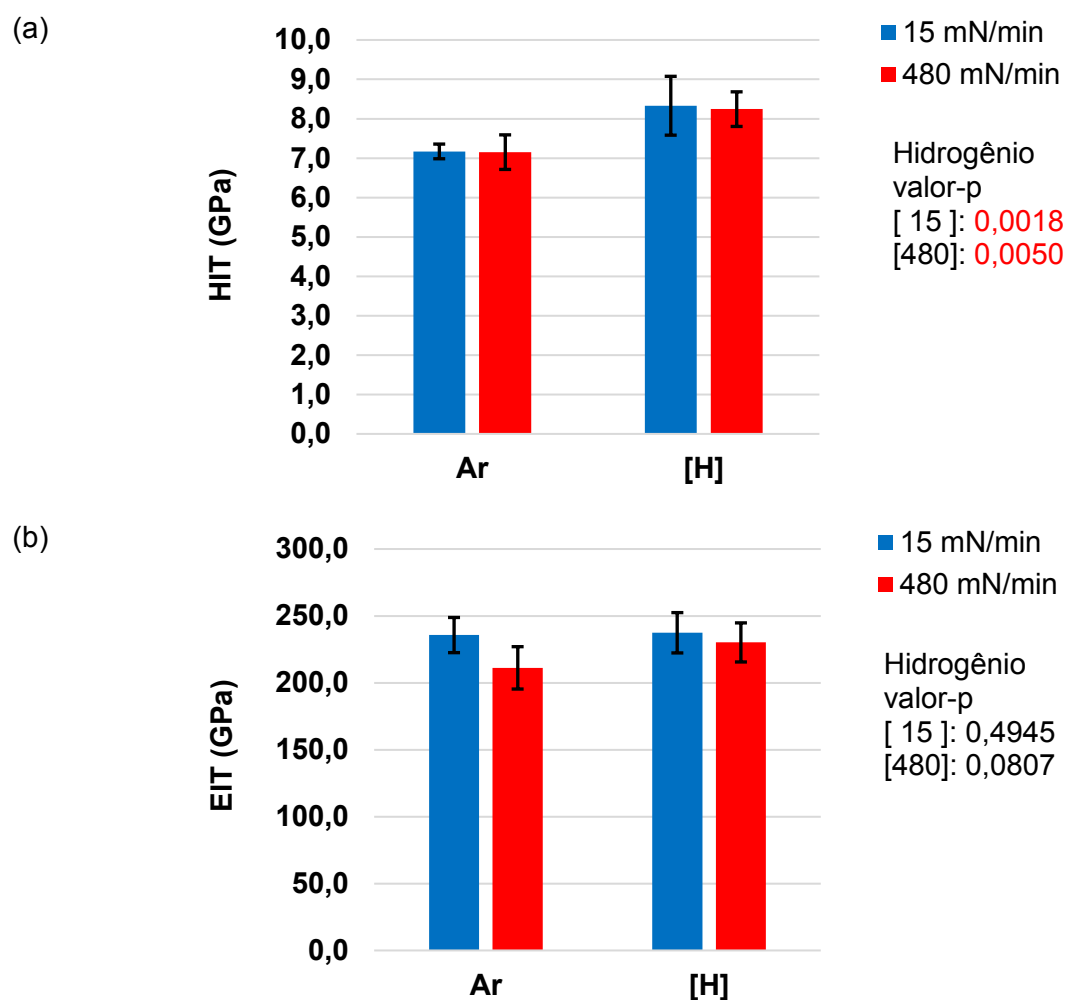 (a)
HIT (GPa)
10,0
9,0
8,0
7,0
6,0
5,0
4,0
3,0
2,0
1,0
0,0
Ar [H]
15 mN/min
480 mN/min
Hidrogênio
valor-p
[ 15 ]: 0,0018
[480]: 0,0050
(b)
EIT (GPa)
300,0
250,0
200,0
150,0
100,0
50,0
0,0
Ar [H]
15 mN/min
480 mN/min
Hidrogênio
valor-p
[ 15 ]: 0,4945
[480]: 0,0807